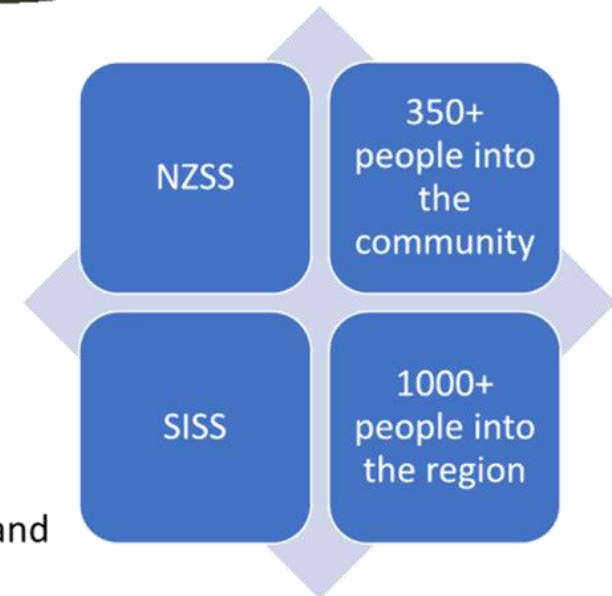 NZSS
350+
people into
the
community
SISS
1000+
people into
the region
and